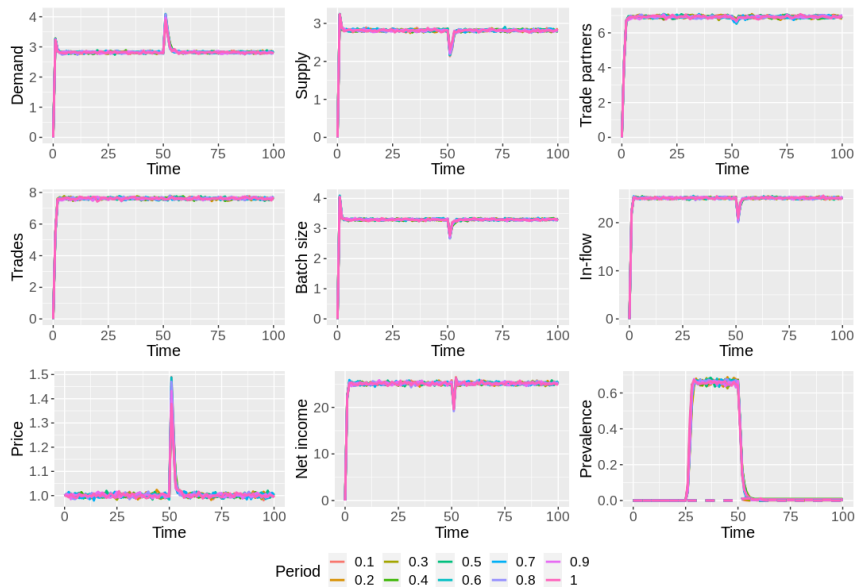 Demand
4
3
2
1
0
0 25 50 75 100
Time
Supply
3
2
1
0
0 25 50 75 100
Time
Trade partners
6
4
2
0
0 25 50 75 100
Time
Trades
8
6
4
2
0
0 25 50 75 100
Time
Batch size
4
3
2
1
0
0 25 50 75 100
Time
In-flow
20
10
0
0 25 50 75 100
Time
Price
1.5
1.4
1.3
1.2
1.1
1.0
0 25 50 75 100
Time
Net income
20
10
0
0 25 50 75 100
Time
Prevalence
0.6
0.4
0.2
0.0
0 25 50 75 100
Time
Period
0.1 0.3 0.5 0.7 0.9
0.2 0.4 0.6 0.8 1